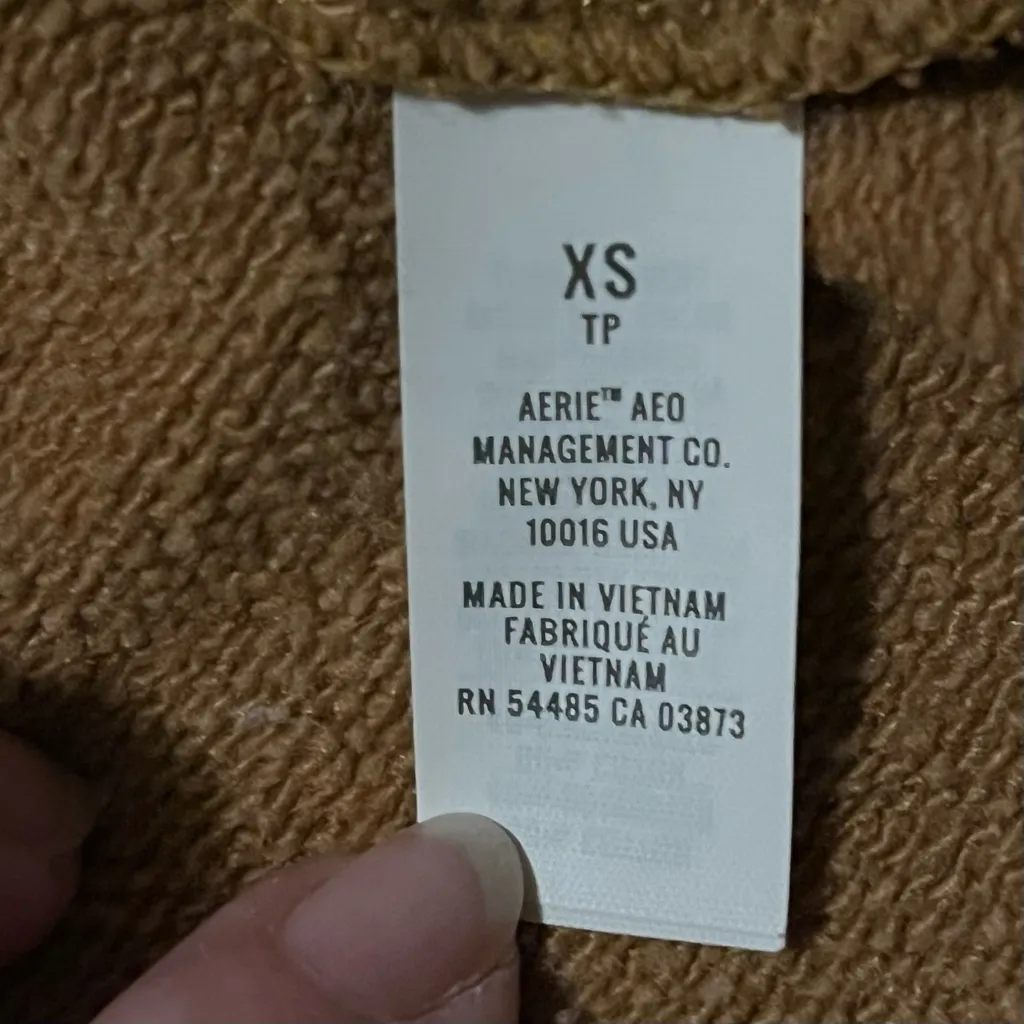 XS
TP
AERIE™ AEO
MANAGEMENT CO.
NEW YORK, NY
10016 USA
MADE IN VIETNAM
FABRIQUÉ AU
VIETNAM
RN 54485 CA 03873